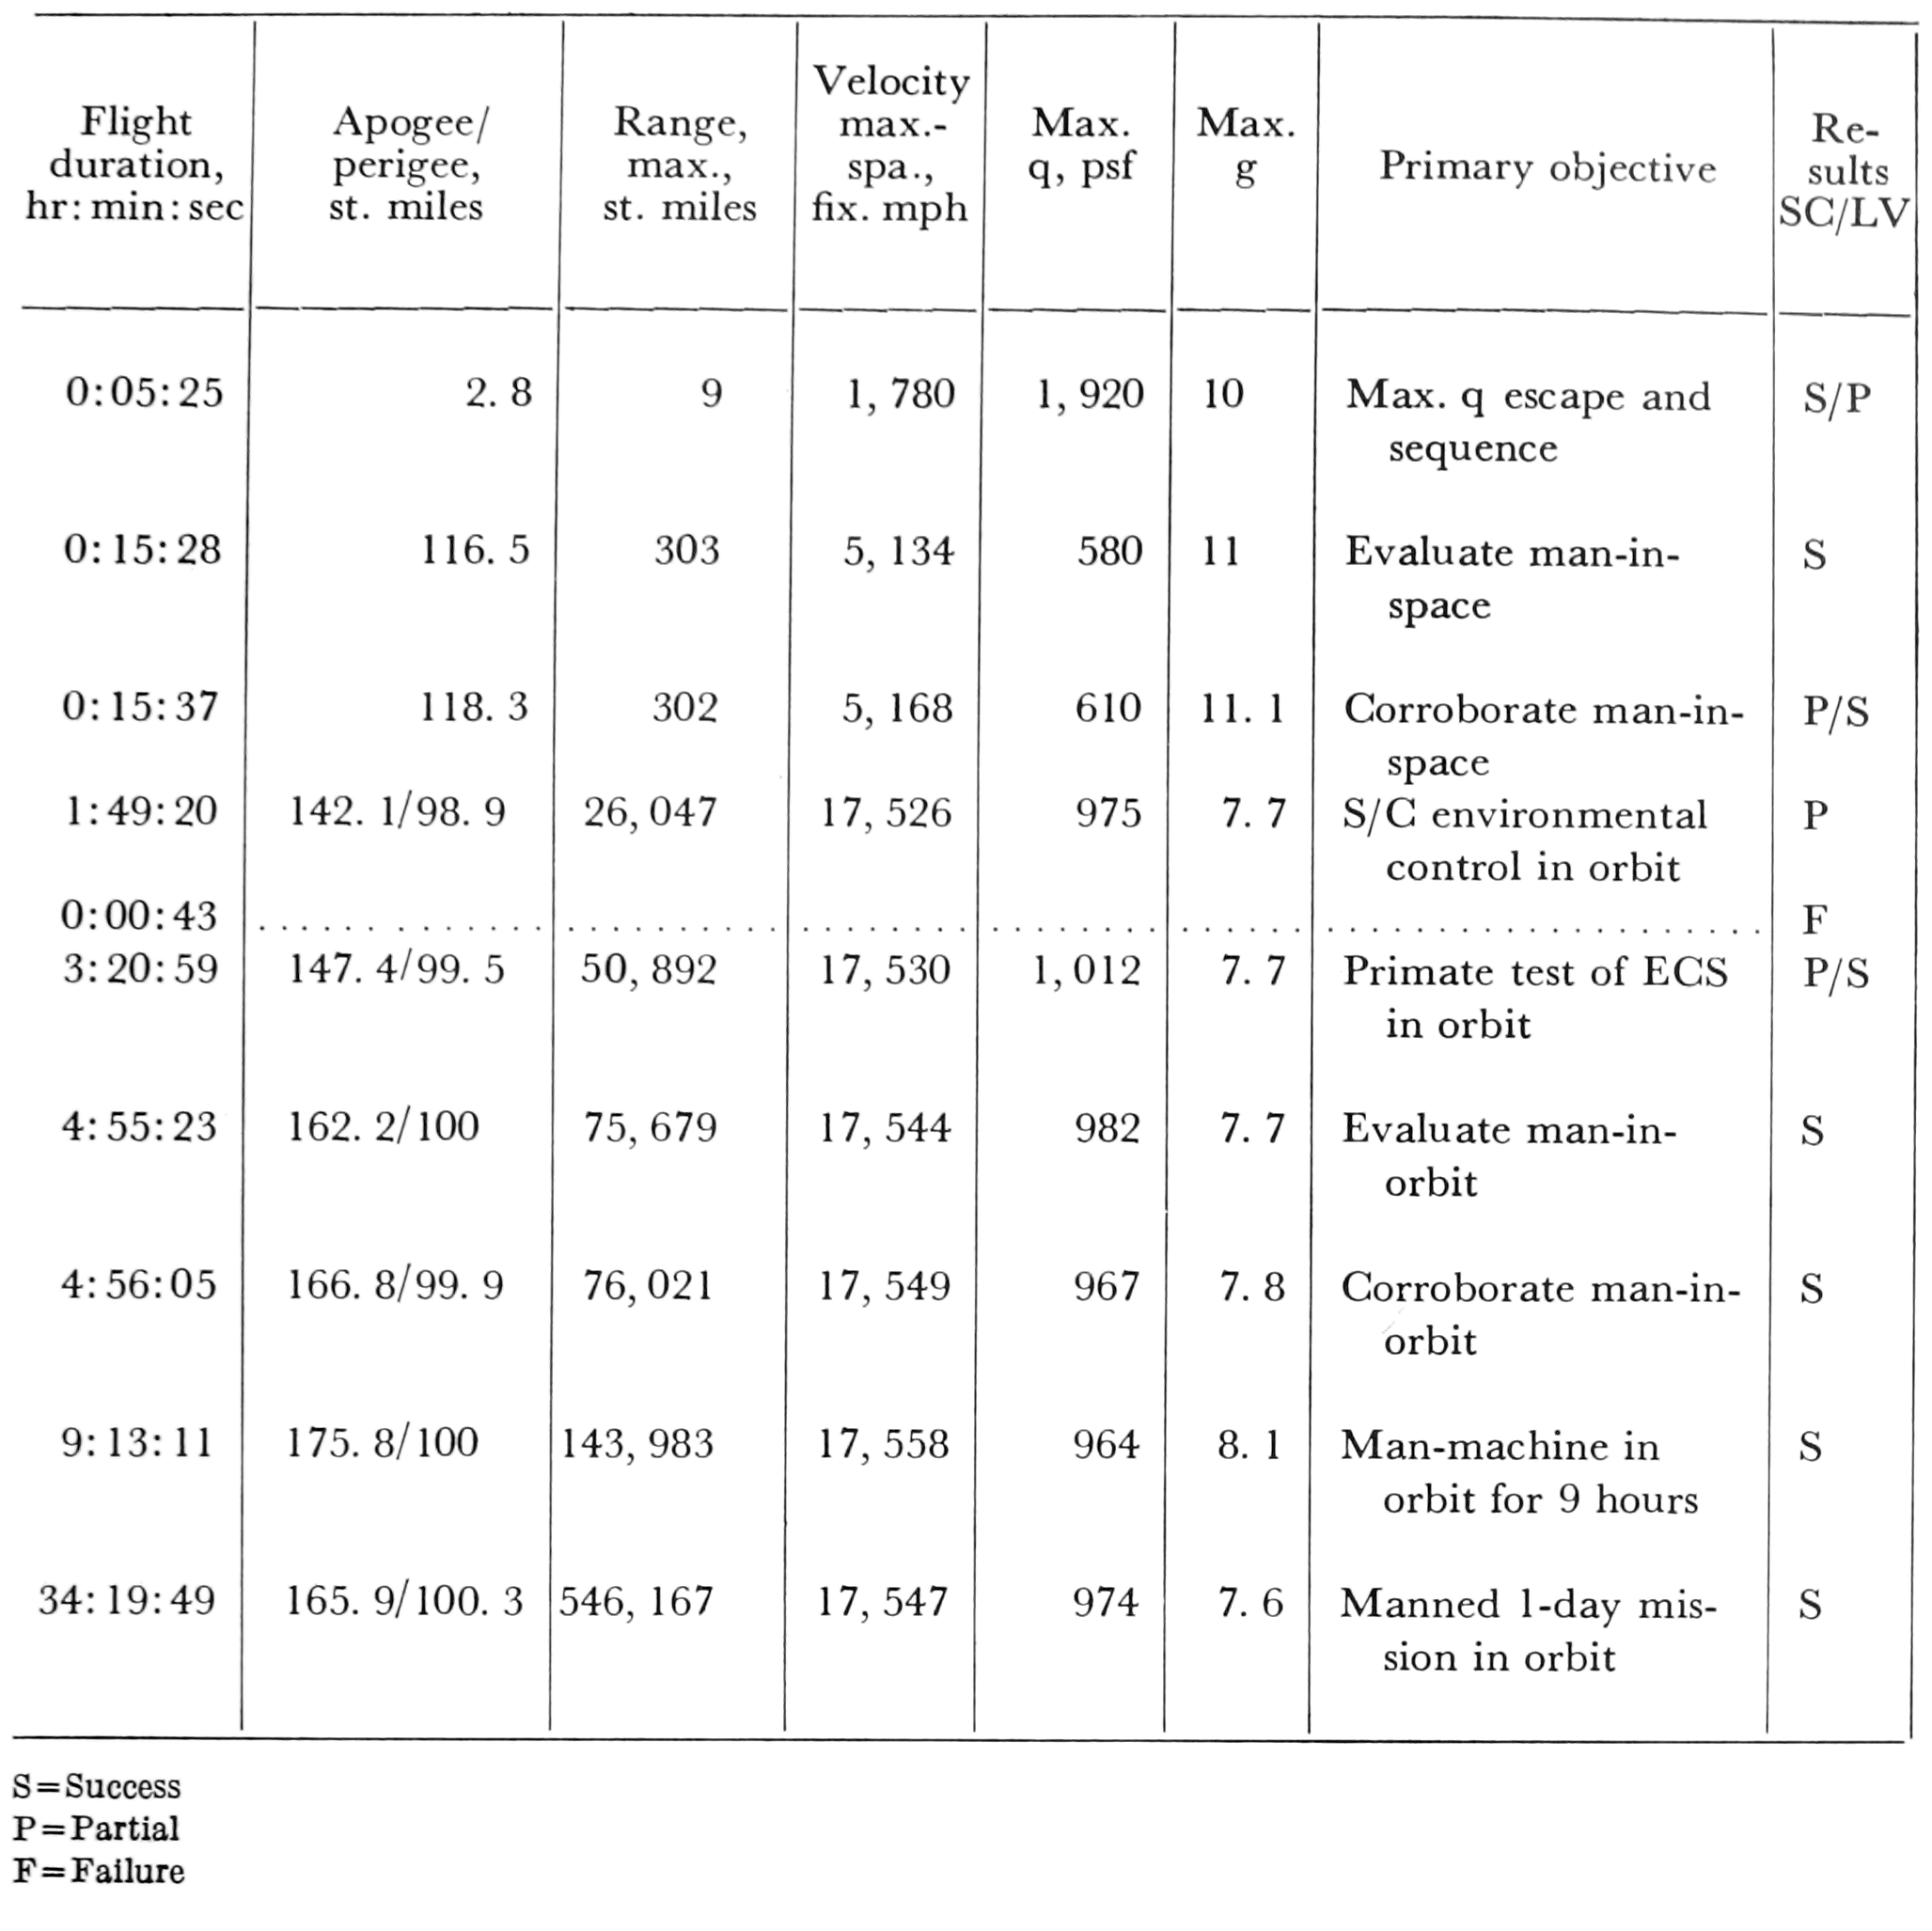 Flight duration, hr: min: sec | Apogee/ perigee, st. miles | Range, max., st. miles | Velocity max.- spa., fix. mph | Max. q, psf | Max. g | Primary objective | Re- sults SC/LV
0:05:25 | 2. 8 | 9 | 1, 780 | 1, 920 | 10 | Max. q escape and | S/P
sequence
0:15:28 | 116. 5 | 303 | 5, 134 | 580 | 11 | Evaluate man-in- | S
space
0:15:37 | 118. 3 | 302 | 5, 168 | 610 | 11. 1 | Corroborate man-in- | P/S
space
1:49:20 | 142. 1/98. 9 | 26, 047 | 17, 526 | 975 | 7. 7 | S/C environmental | P
control in orbit
0:00:43 | . . . . . . . . . . . . | . . . . . . . . . | . . . . . . . | . . . . . . . | . . . . . | . . . . . . . . . . . . . . . . . | F
3:20:59 | 147. 4/99. 5 | 50, 892 | 17, 530 | 1, 012 | 7. 7 | Primate test of ECS | P/S
in orbit
4:55:23 | 162. 2/100 | 75, 679 | 17, 544 | 982 | 7. 7 | Evaluate man-in- | S
orbit
4:56:05 | 166. 8/99. 9 | 76, 021 | 17, 549 | 967 | 7. 8 | Corroborate man-in- | S
orbit
9:13:11 | 175. 8/100 | 143, 983 | 17, 558 | 964 | 8. 1 | Man-machine in | S
orbit for 9 hours
34:19:49 | 165. 9/100. 3 | 546, 167 | 17, 547 | 974 | 7. 6 | Manned 1-day mis- | S
sion in orbit
S=Success
P=Partial
F=Failure